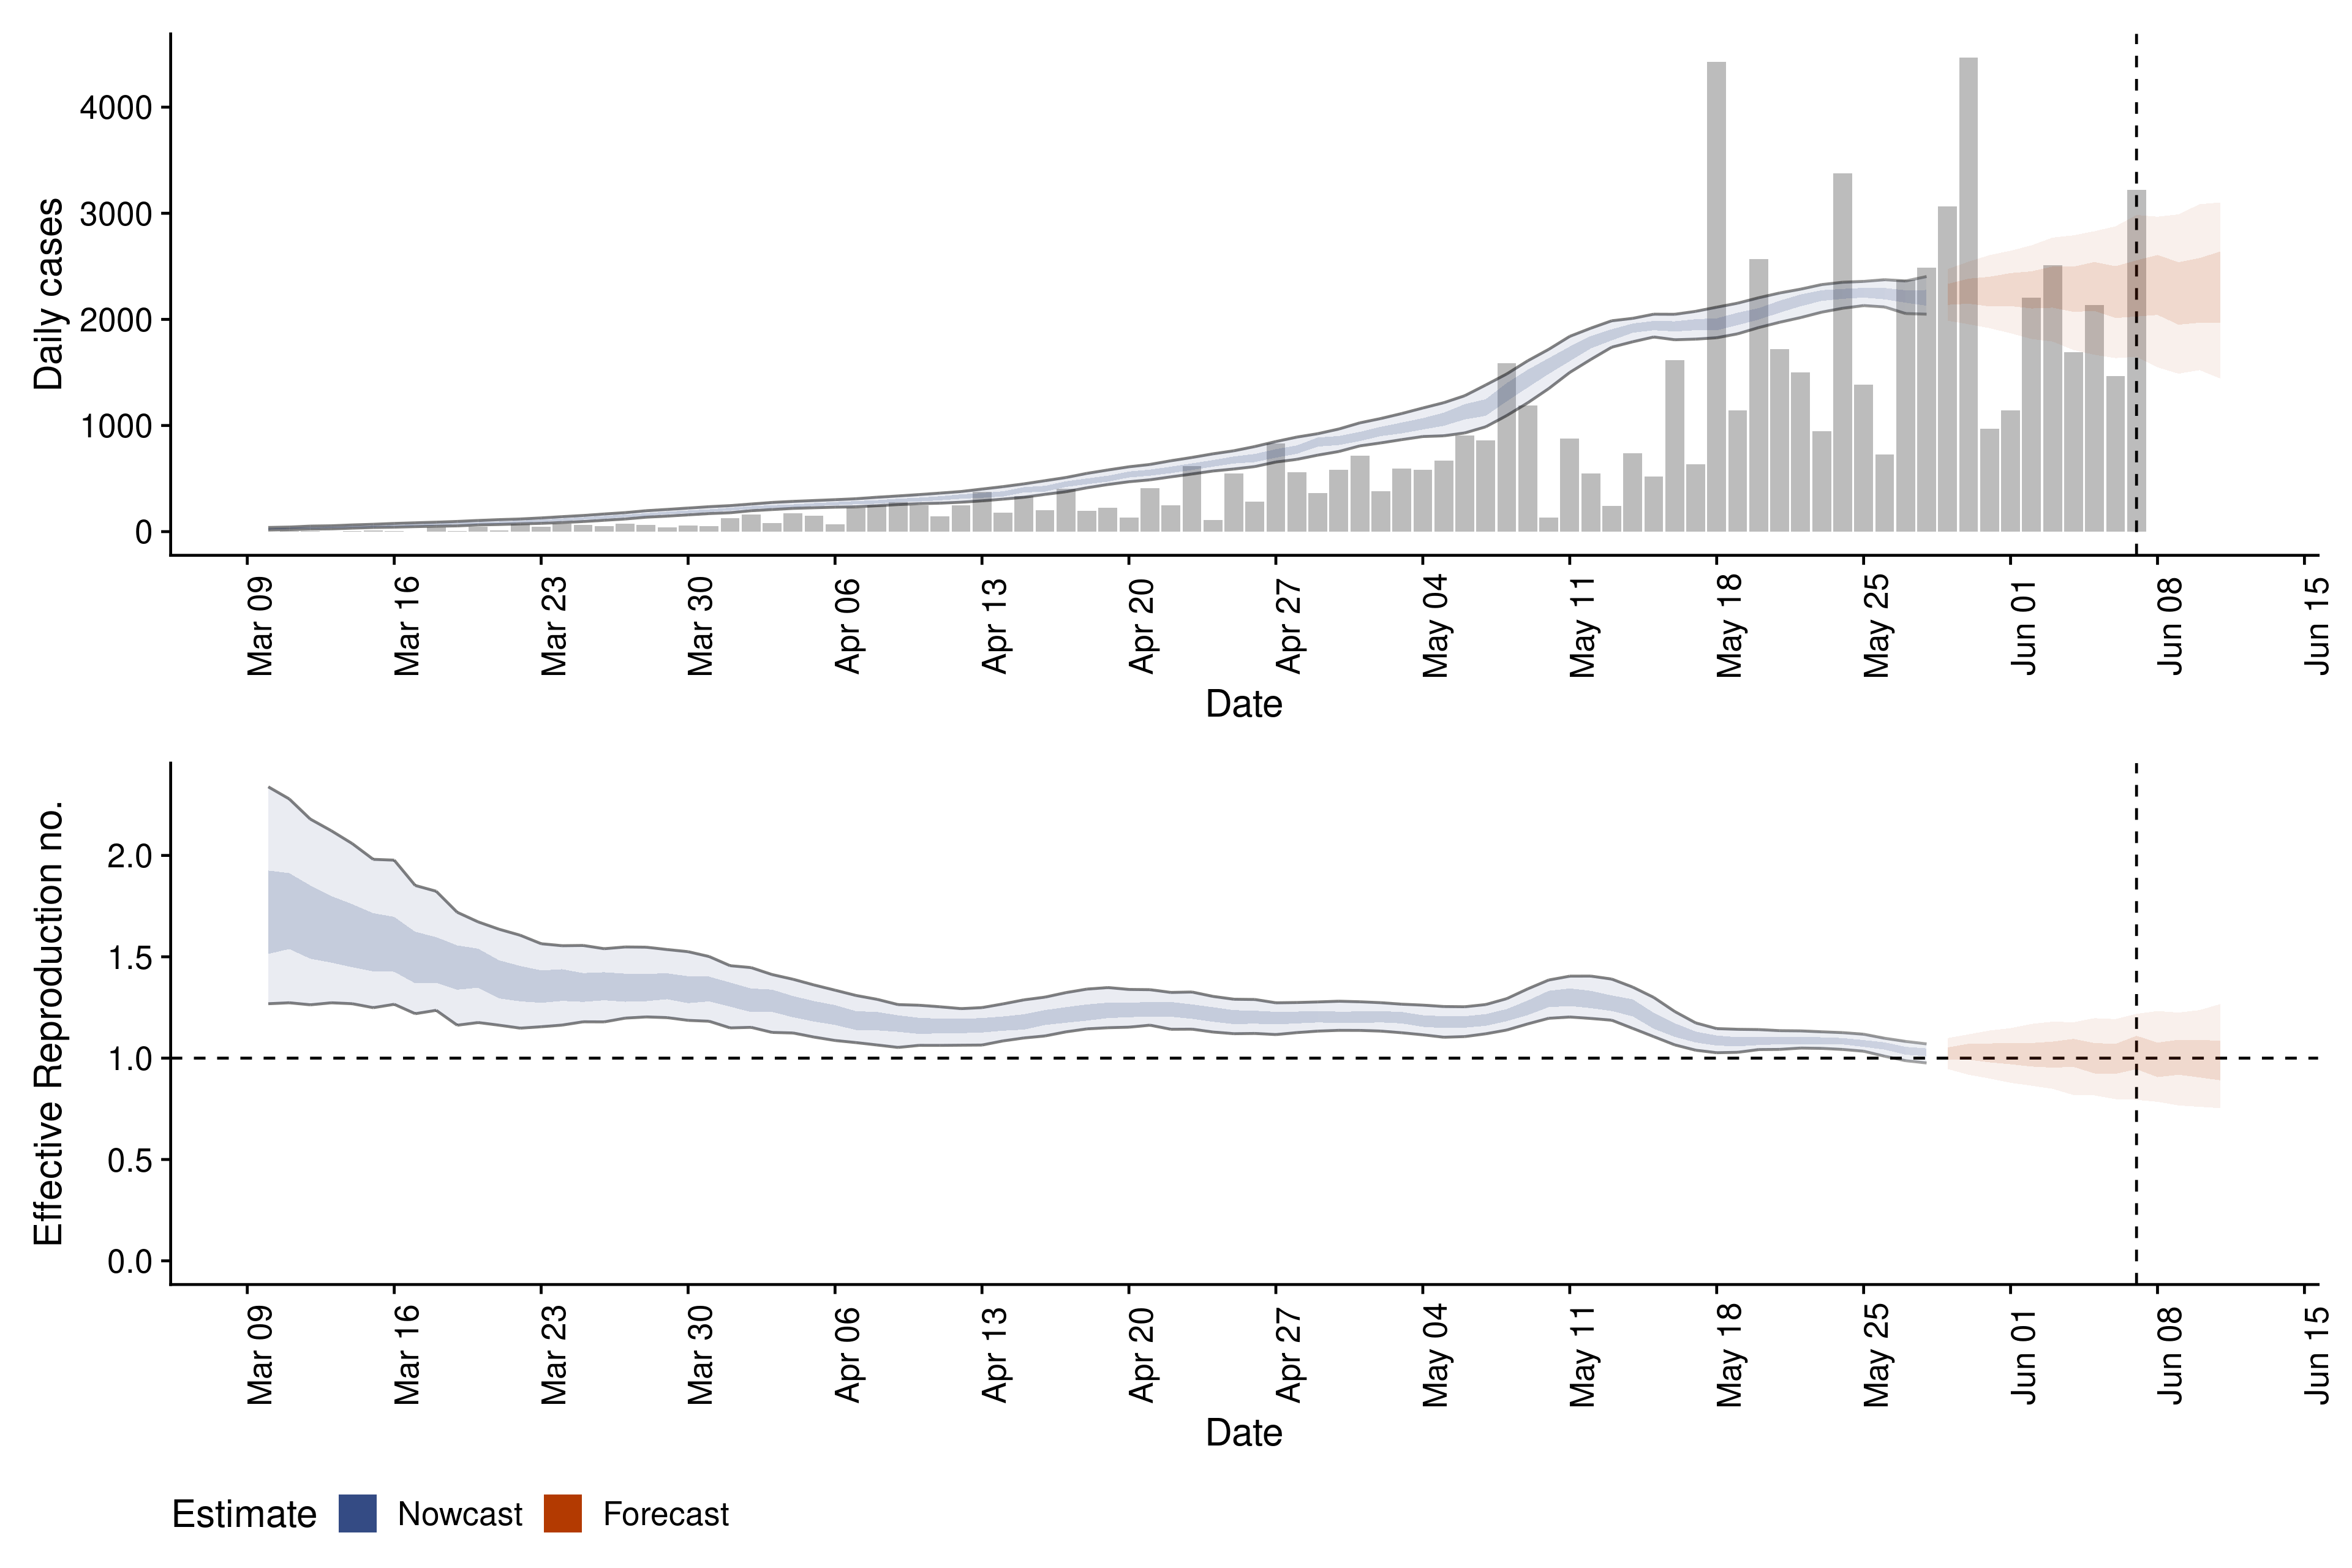 Daily cases
4000
3000
2000
1000
0
Mar 09
Mar 16
Mar 23
Mar 30
Apr 06
Apr 13
Apr 20
Apr 27
May 04
May 11
May 18
May 25
Jun 01
Jun 08
Jun 15
Date
Effective Reproduction no.
2.0
1.5
1.0
0.5
0.0
Mar 09
Mar 16
Mar 23
Mar 30
Apr 06
Apr 13
Apr 20
Apr 27
May 04
May 11
May 18
May 25
Jun 01
Jun 08
Jun 15
Date
Estimate Nowcast Forecast